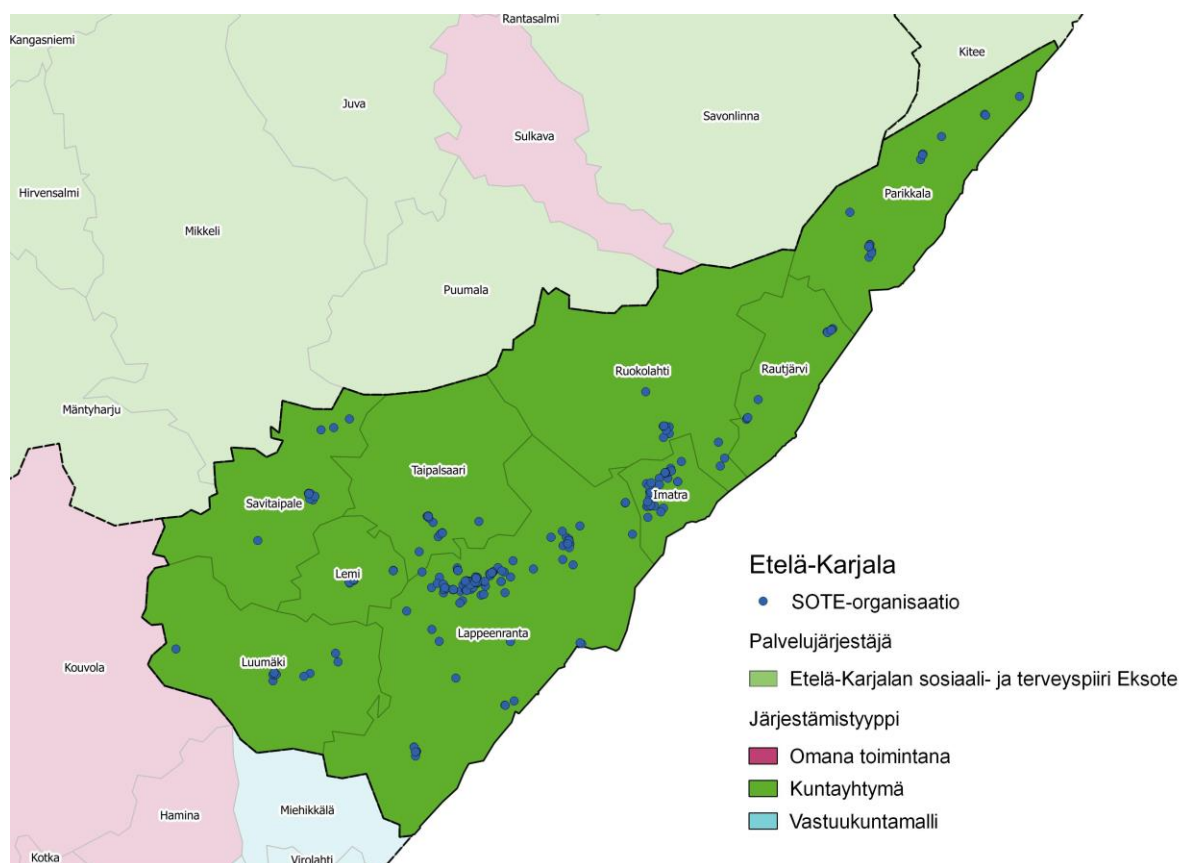 Rantasalmi
Kangasniemi
Kitee
Juva
Savonlinna
Sulkava
Hirvensalmi
Parikkala
Mikkeli
Puumala
Ruokolahti
Rautjärvi
Mäntyharju
Taipalsaari
Savitaipale
Imatra
Lemi
Lappeenranta
Luumäki
Kouvola
Miehikkälä
Hamina
Kotka
Virolahti
Etelä-Karjala
SOTE-organisaatio
Palvelujärjestäjä
Etelä-Karjalan sosiaali- ja terveyspiiri Eksote
Järjestämistyyppi
Omana toimintana
Kuntayhtymä
Vastuukuntamalli